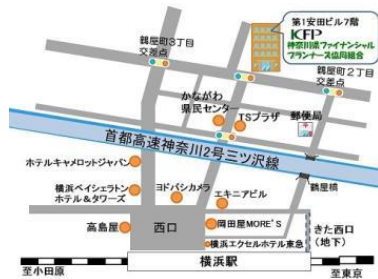 第1安田ビル7階
KFP
神奈川県ファイナンシャル
プランナーズ協同組合
鶴屋町3丁目
交差点
鶴屋町2丁目
交差点
かながわ
県民センター
TSプラザ
郵便局
首都高速神奈川2号三ツ沢線
鶴屋橋
ホテルキャメロットジャパン
横浜ベイシェラトン
ホテル&タワーズ
ヨドバシカメラ
エキニアビル
高島屋
西口
岡田屋MORE'S
横浜エクセルホテル東急
きた西口
(地下)
至小田原
横浜駅
至東京